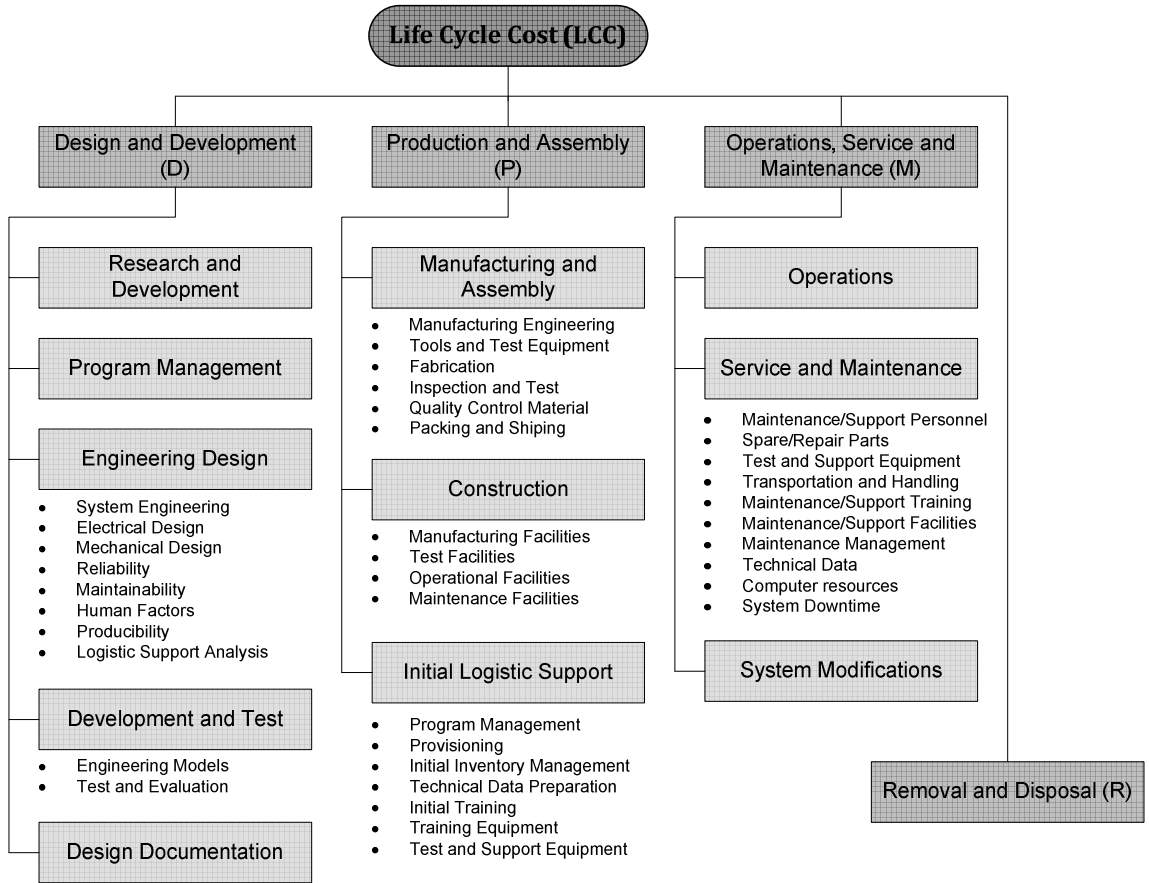 Life Cycle Cost (LCC)
Design and Development
(D)
Research and
Development
Program Management
Engineering Design
• System Engineering
• Electrical Design
• Mechanical Design
• Reliability
• Maintainability
• Human Factors
• Producibility
• Logistic Support Analysis
Development and Test
• Engineering Models
• Test and Evaluation
Design Documentation
Production and Assembly
(P)
Manufacturing and
Assembly
• Manufacturing Engineering
• Tools and Test Equipment
• Fabrication
• Inspection and Test
• Quality Control Material
• Packing and Shiping
Construction
• Manufacturing Facilities
• Test Facilities
• Operational Facilities
• Maintenance Facilities
Initial Logistic Support
• Program Management
• Provisioning
• Initial Inventory Management
• Technical Data Preparation
• Initial Training
• Training Equipment
• Test and Support Equipment
Operations, Service and
Maintenance (M)
Operations
Service and Maintenance
• Maintenance/Support Personnel
• Spare/Repair Parts
• Test and Support Equipment
• Transportation and Handling
• Maintenance/Support Training
• Maintenance/Support Facilities
• Maintenance Management
• Technical Data
• Computer resources
• System Downtime
System Modifications
Removal and Disposal (R)